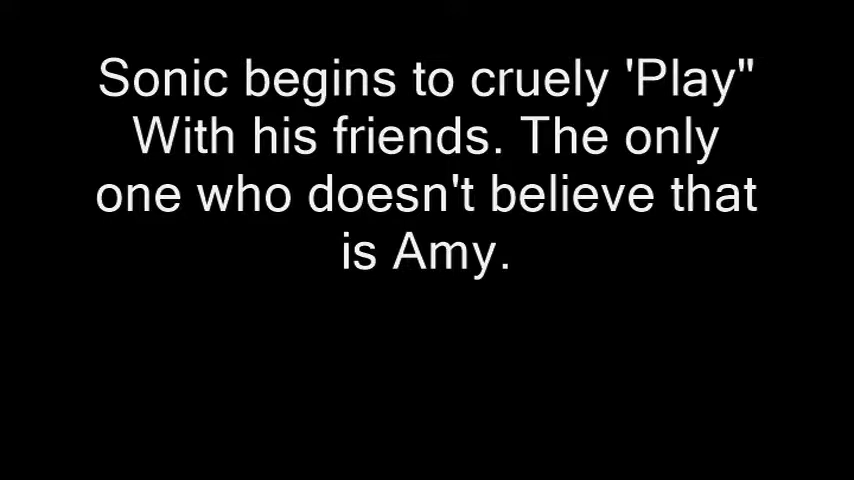 Sonic begins to cruely 'Play"
With his friends. The only
one who doesn't believe that
is Amy.